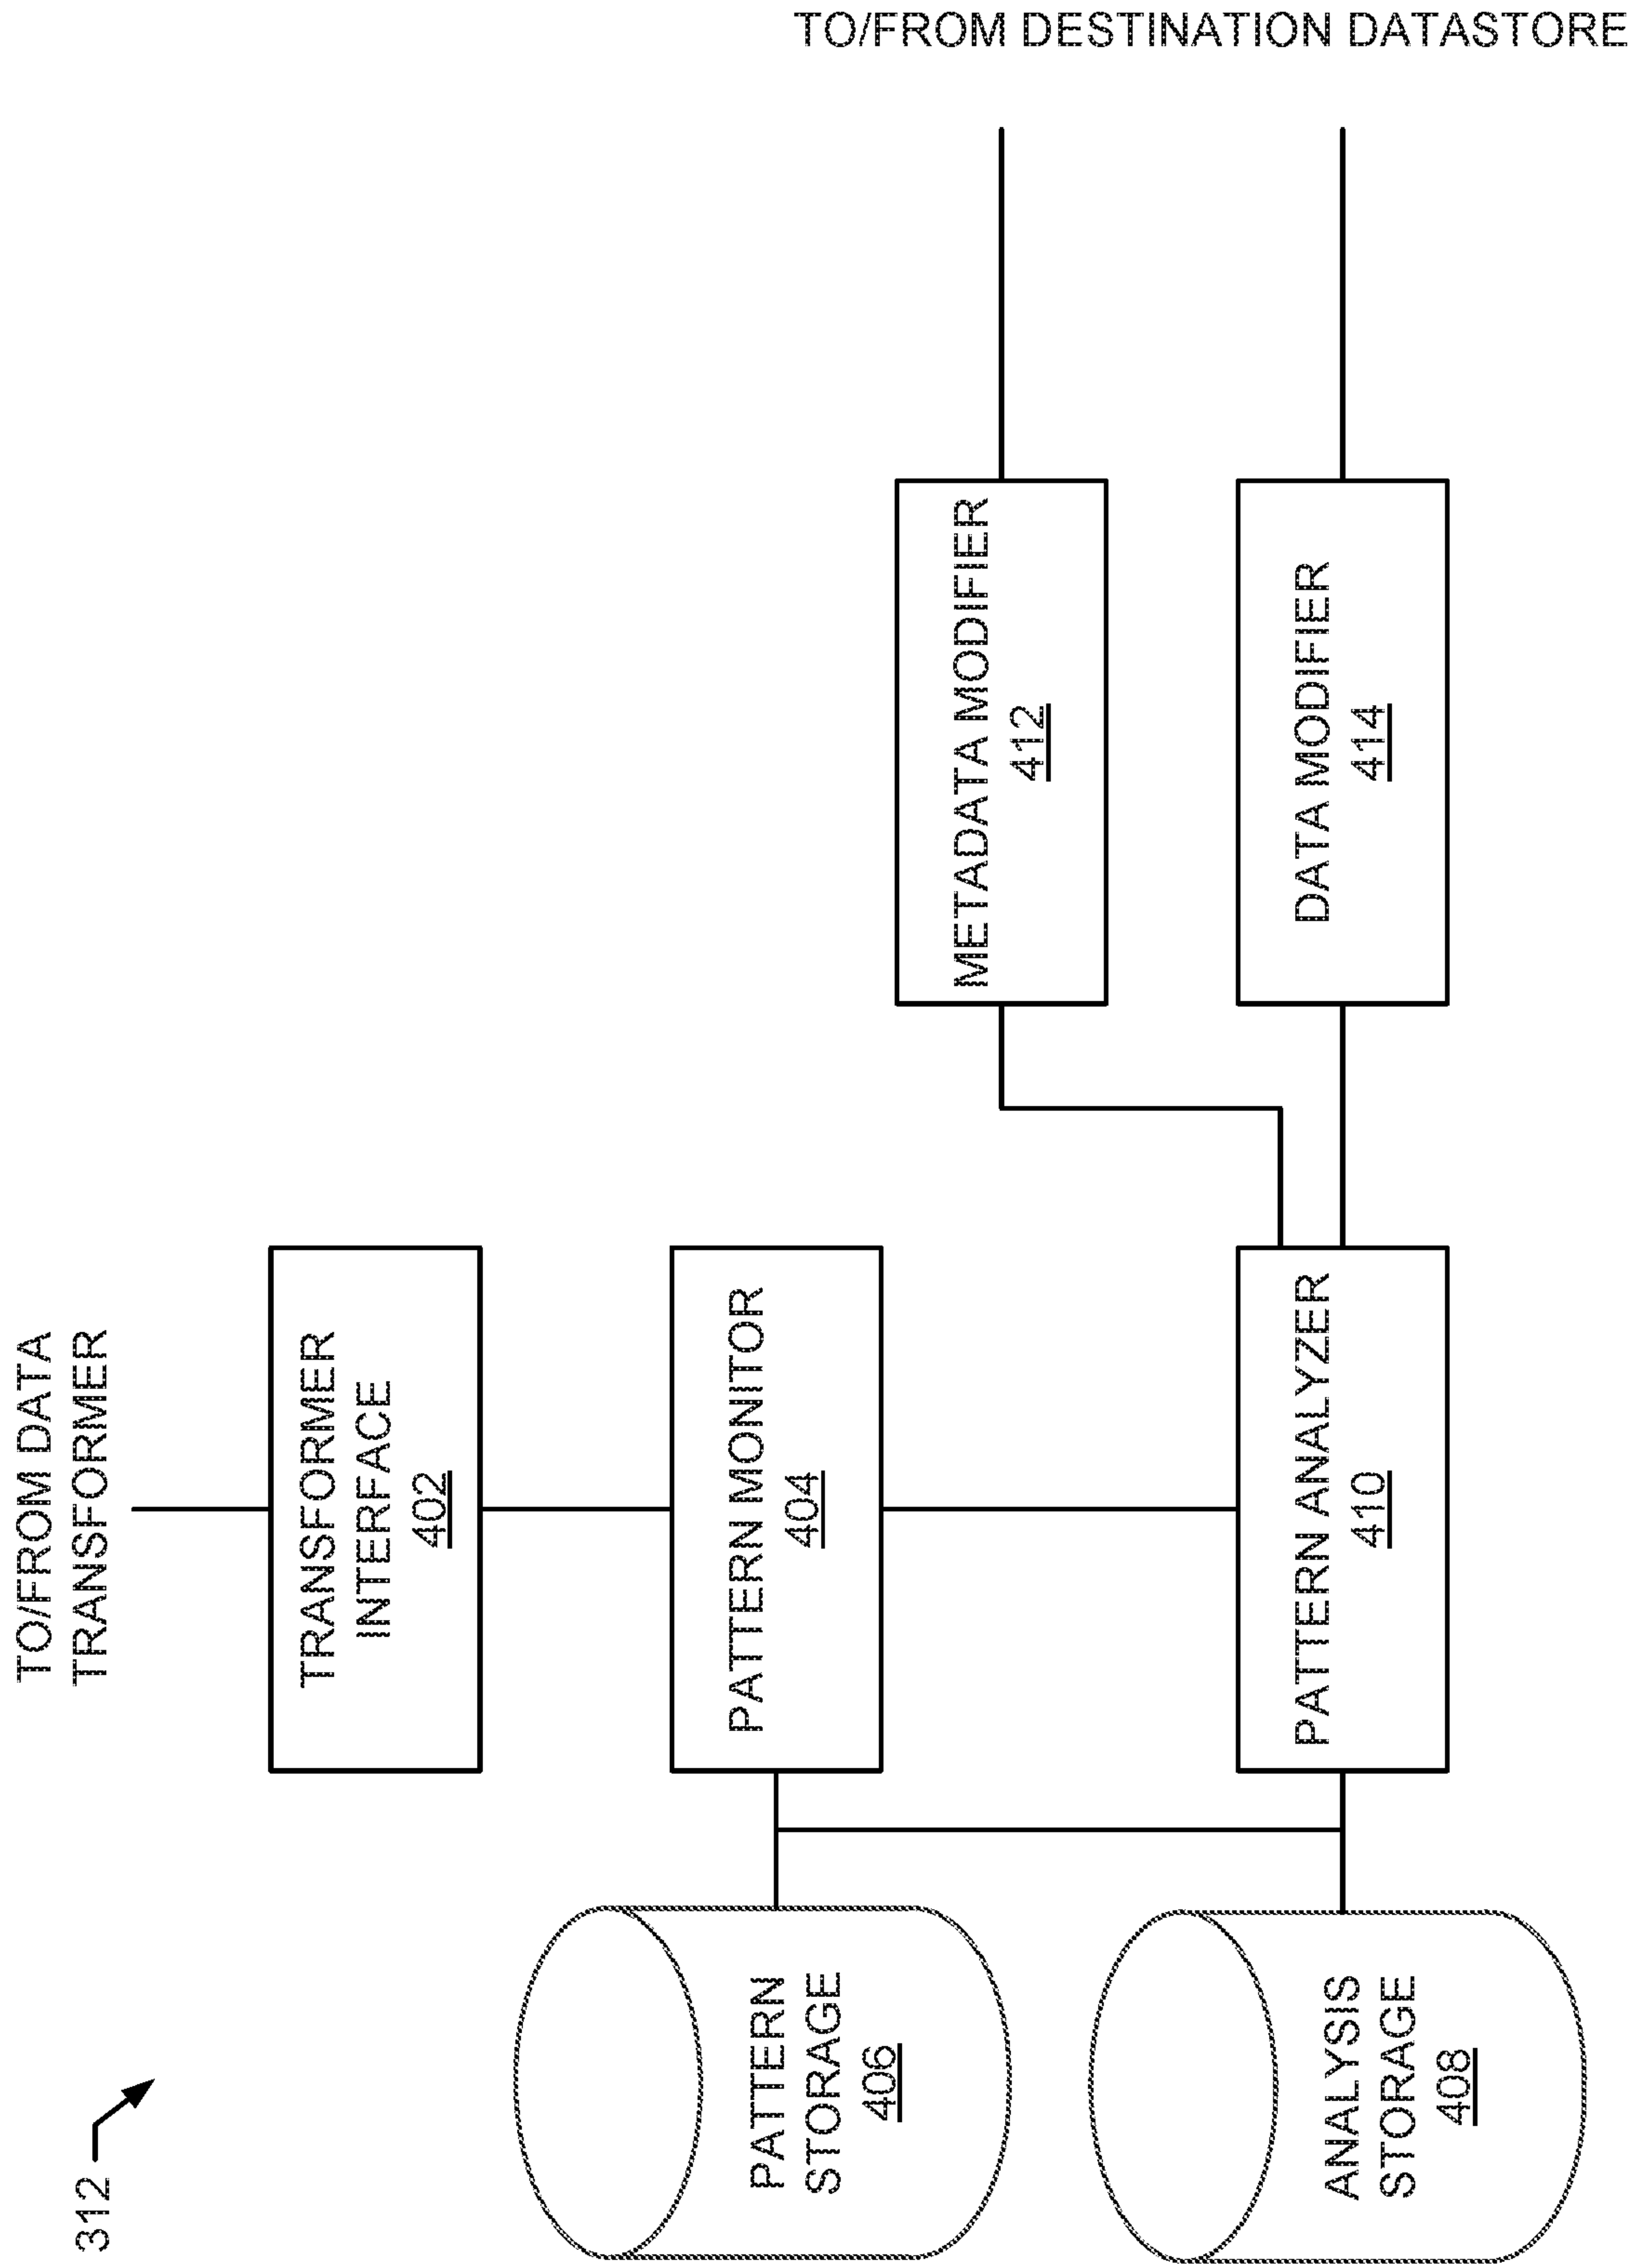 312
TO/FROM DATA
TRANSFORMER
TRANSFORMER
INTERFACE
402
PATTERN
STORAGE
406
PATTERN MONITOR
404
METADATA MODIFIER
412
TO/FROM DESTINATION DATASTORE
ANALYSIS
STORAGE
408
PATTERN ANALYZER
410
DATA MODIFIER
414